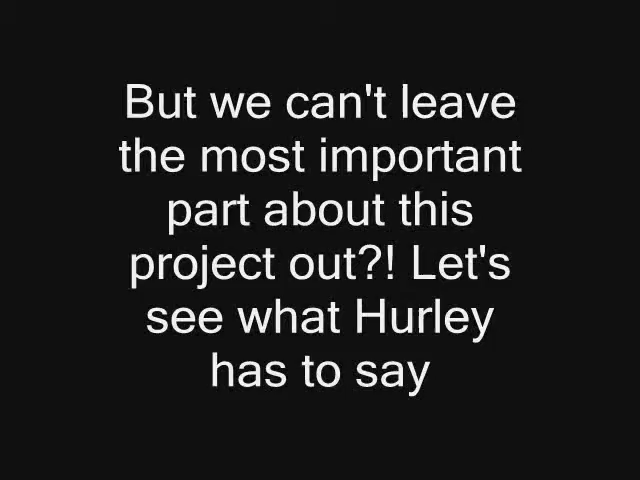 But we can't leave
the most important
part about this
project out?! Let's
see what Hurley
has to say